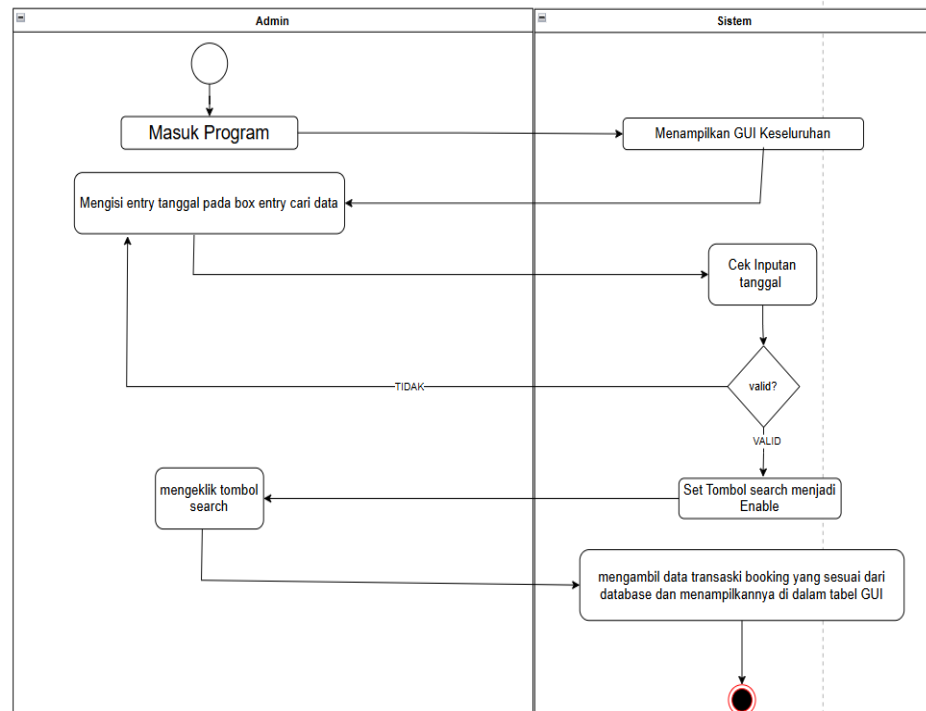 Admin
Sistem
Masuk Program
Menampilkan GUI Keseluruhan
Mengisi entry tanggal pada box entry cari data
Cek Inputan
tanggal
valid?
TIDAK
VALID
Set Tombol search menjadi
Enable
mengeklik tombol
search
mengambil data transaski booking yang sesuai dari
database dan menampilkannya di dalam tabel GUI